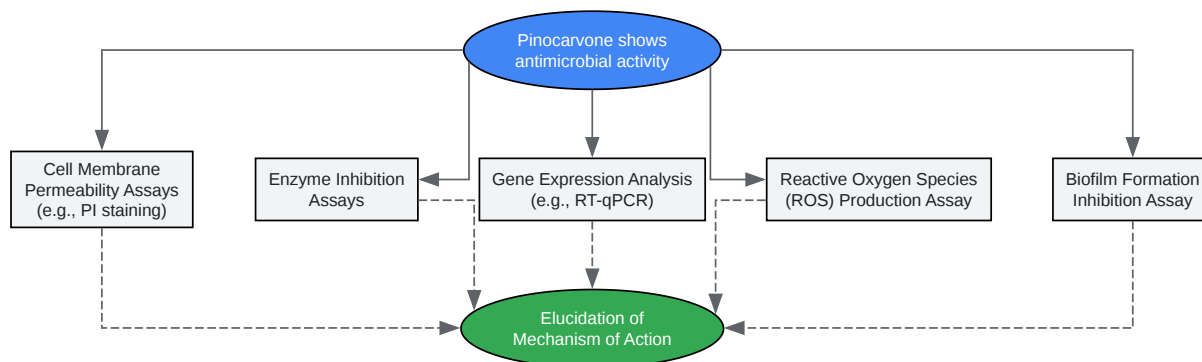 Pinocarvone shows
antimicrobial activity
Cell Membrane
Permeability Assays
(e.g., PI staining)
Enzyme Inhibition
Assays
Gene Expression Analysis
(e.g., RT-qPCR)
Reactive Oxygen Species
(ROS) Production Assay
Biofilm Formation
Inhibition Assay
Elucidation of
Mechanism of Action